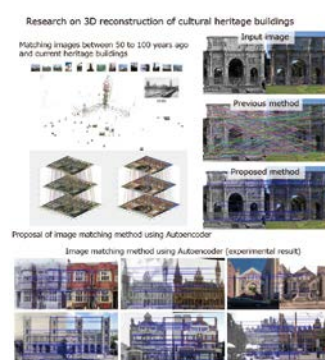 Research on 3D reconstruction of cultural heritage buildings
Matching images between 50 to 100 years ago
and current heritage buildings
Input image
Previous method
Proposed method
Proposal of image matching method using Autoencoder
Image matching method using Autoencoder (experimental result)